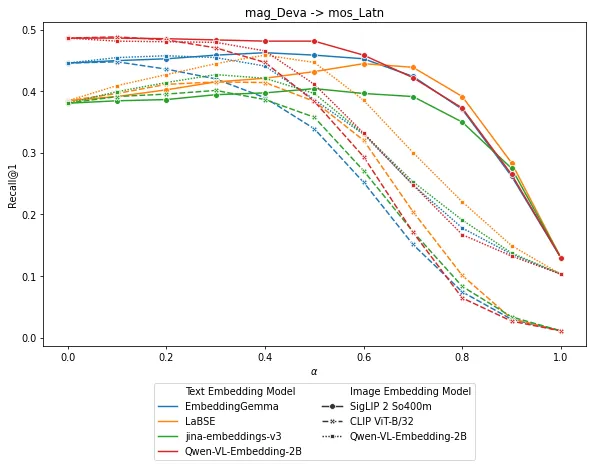 mag_Deva -> mos_Latn
Recall@1
0.5
0.4
0.3
0.2
0.1
0.0
0.0 0.2 0.4 0.6 0.8 1.0
α
Text Embedding Model Image Embedding Model
EmbeddingGemma SigLIP 2 So400m
LaBSE CLIP ViT-B/32
jina-embeddings-v3 Qwen-VL-Embedding-2B
Qwen-VL-Embedding-2B